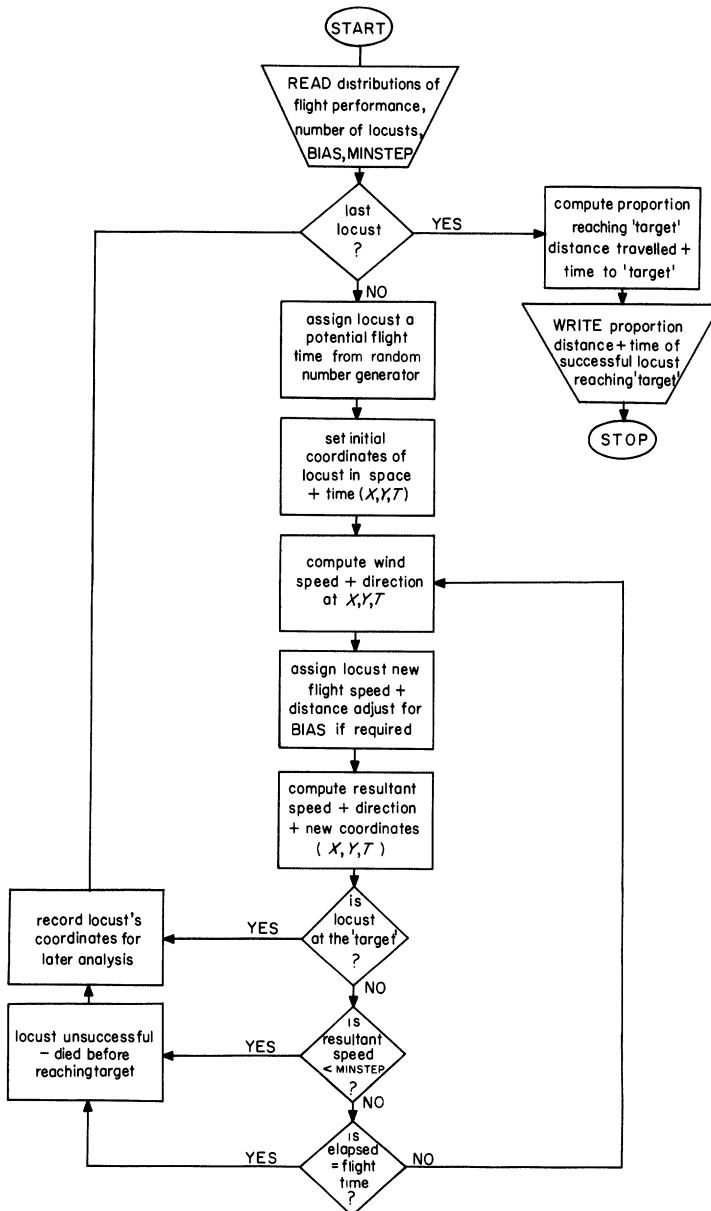 START
READ distributions of
flight performance,
number of locusts,
BIAS, MINSTEP
last
locust
?
YES
NO
compute proportion
reaching 'target'
distance travelled +
time to 'target'
WRITE proportion
distance + time of
successful locust
reaching 'target'
STOP
assign locust a
potential flight
time from random
number generator
set initial
coordinates of
locust in space
+ time (X,Y,T)
compute wind
speed + direction
at X,Y,T
assign locust new
flight speed +
distance adjust for
BIAS if required
compute resultant
speed + direction
+ new coordinates
( X, Y, T )
is
locust
at the 'target'
?
YES
NO
record locust's
coordinates for
later analysis
is
resultant
speed
< MINSTEP
?
YES
NO
locust unsuccessful
– died before
reaching target
is
elapsed
= flight
time
?
YES
NO